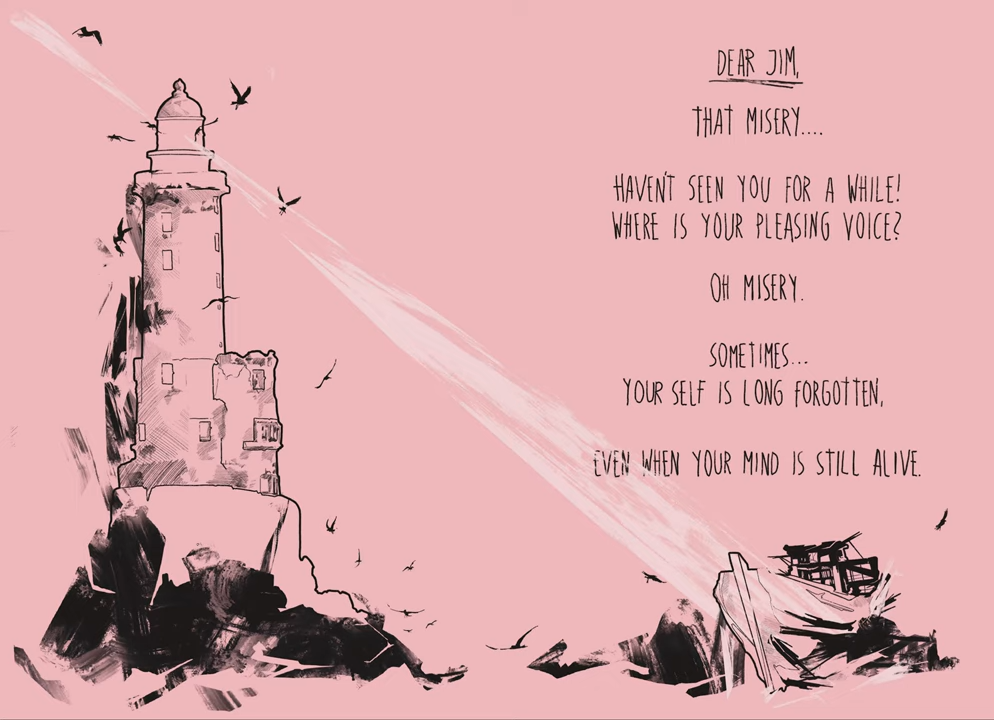 DEAR JIM,
THAT MISERY....
HAVEN'T SEEN YOU FOR A WHILE!
WHERE IS YOUR PLEASING VOICE?
OH MISERY.
SOMETIMES...
YOUR SELF IS LONG FORGOTTEN,
EVEN WHEN YOUR MIND IS STILL ALIVE.